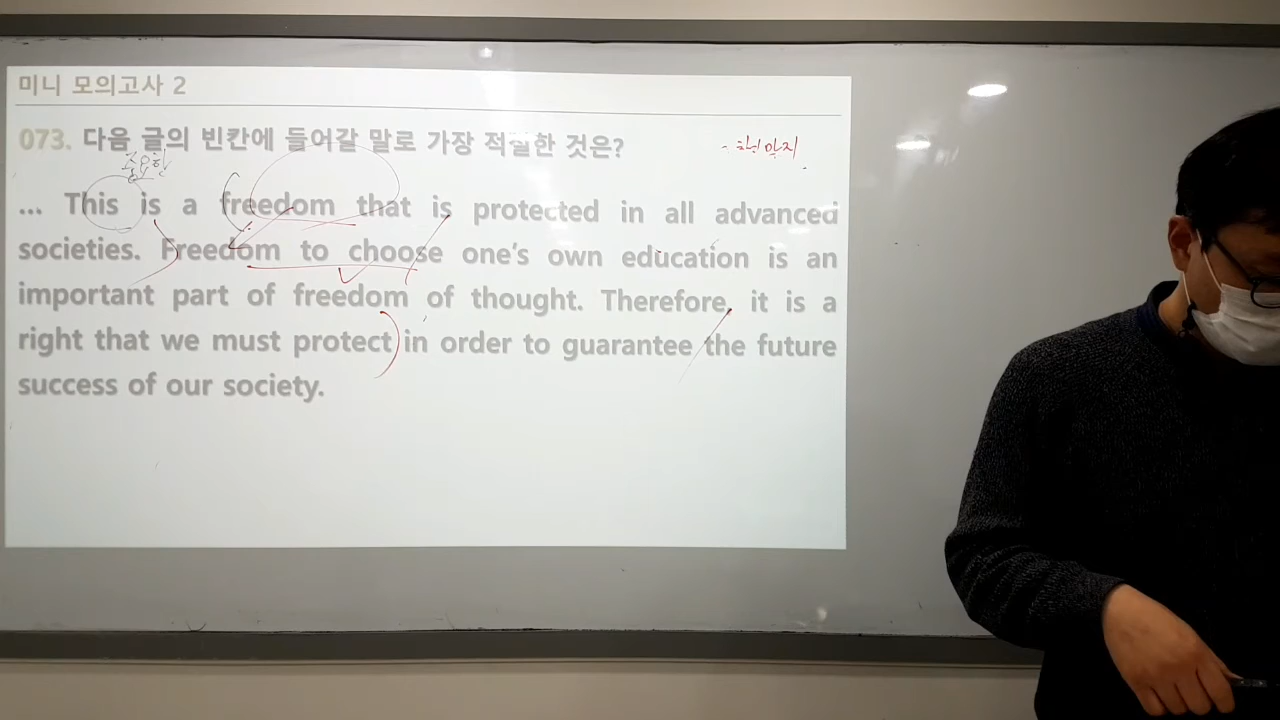 미니 모의고사 2
073. 다음 글의 빈칸에 들어갈 말로 가장 적절한 것은?
... This is a freedom that is protected in all advanced
societies. Freedom to choose one's own education is an
important part of freedom of thought. Therefore, it is a
right that we must protect in order to guarantee the future
success of our society.